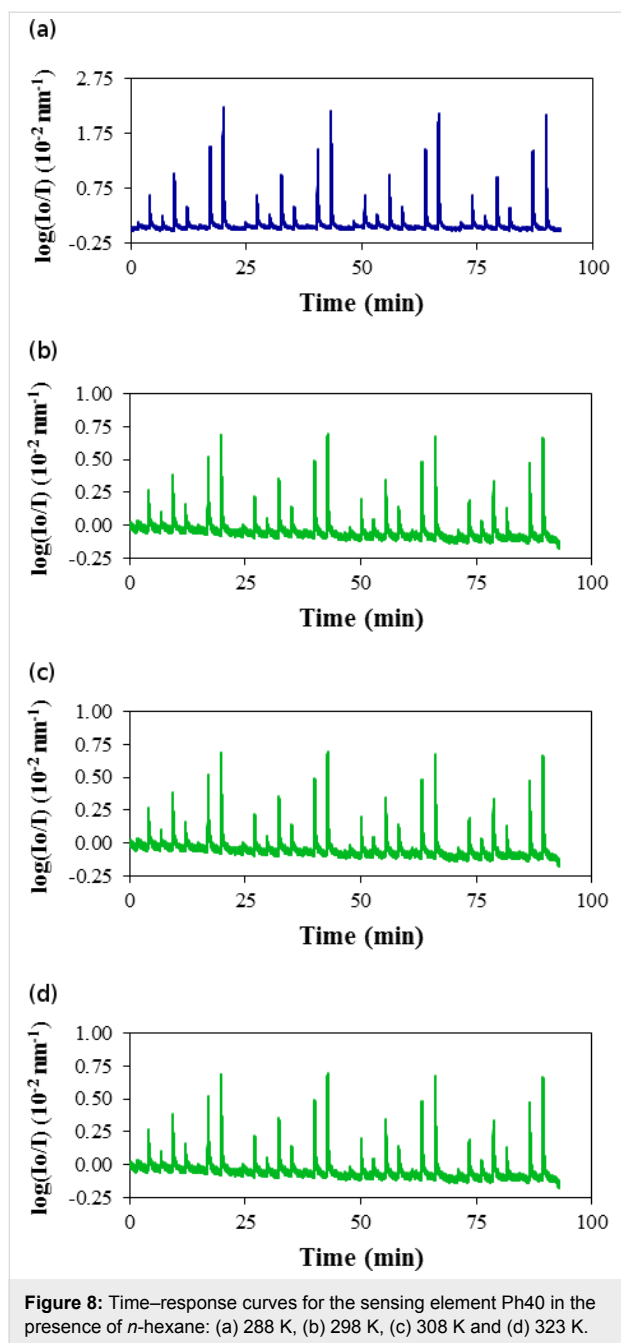 (a)
log(Io/I) (10⁻² nm⁻¹)
2.75
1.75
0.75
-0.25
0 25 50 75 100
Time (min)
(b)
log(Io/I) (10⁻² nm⁻¹)
1.00
0.75
0.50
0.25
0.00
-0.25
0 25 50 75 100
Time (min)
(c)
log(Io/I) (10⁻² nm⁻¹)
1.00
0.75
0.50
0.25
0.00
-0.25
0 25 50 75 100
Time (min)
(d)
log(Io/I) (10⁻² nm⁻¹)
1.00
0.75
0.50
0.25
0.00
-0.25
0 25 50 75 100
Time (min)
Figure 8: Time–response curves for the sensing element Ph40 in the
presence of n-hexane: (a) 288 K, (b) 298 K, (c) 308 K and (d) 323 K.